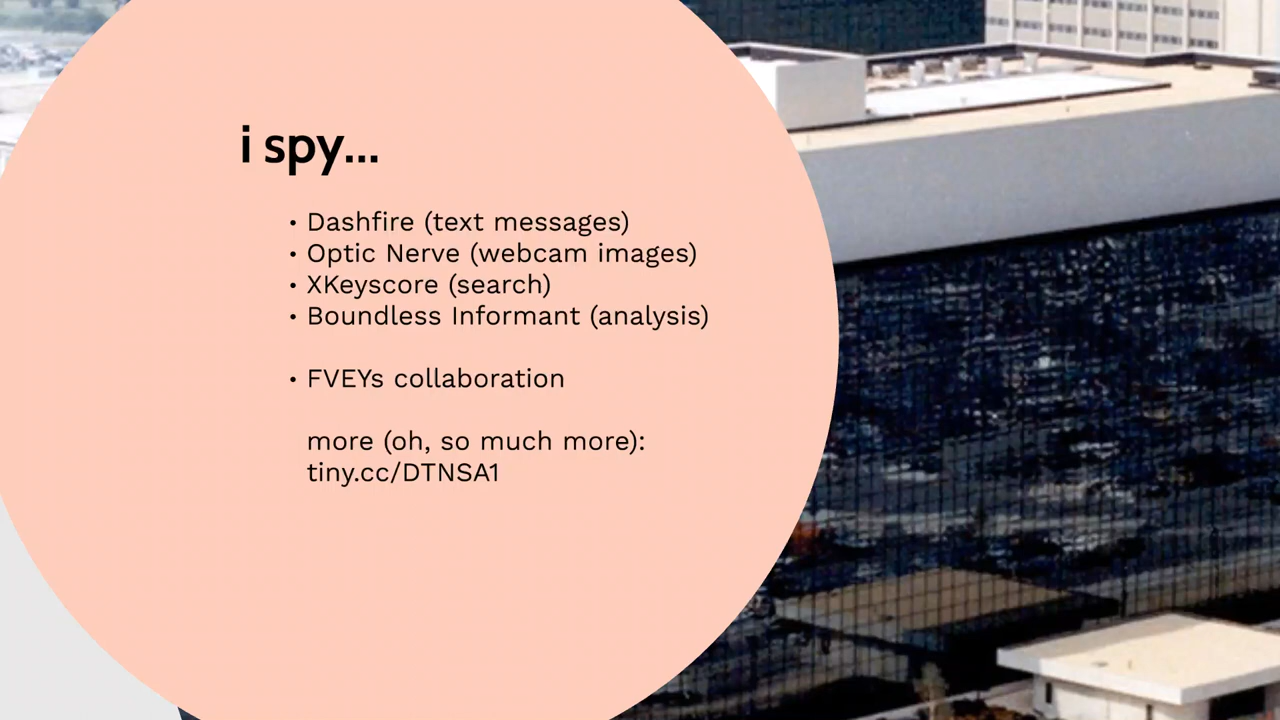 i spy...
• Dashfire (text messages)
• Optic Nerve (webcam images)
• XKeyscore (search)
• Boundless Informant (analysis)
• FVEYs collaboration
more (oh, so much more):
tiny.cc/DTNSA1